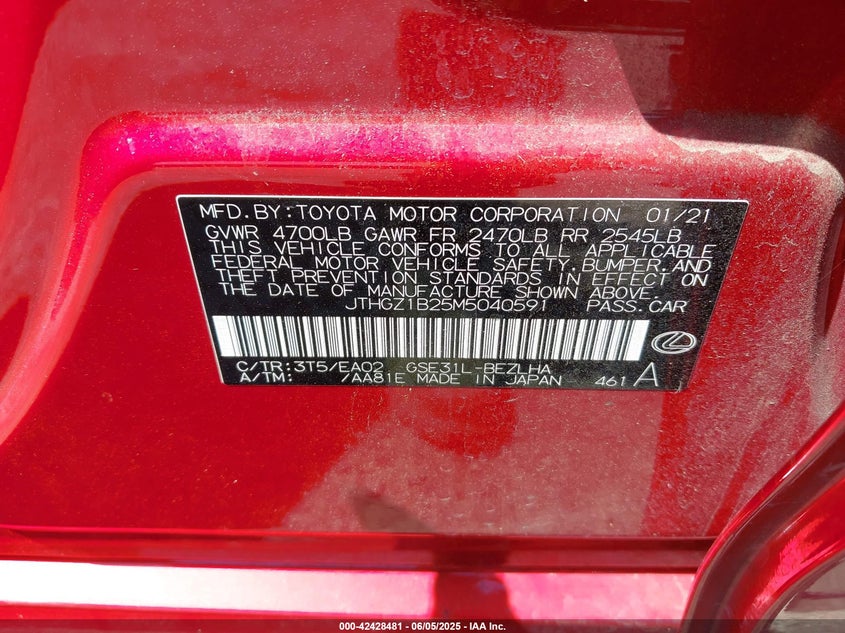 MFD. BY: TOYOTA MOTOR CORPORATION 01/21
GVWR 4700LB GAWR FR 2470LB RR 2545LB
THIS VEHICLE CONFORMS TO ALL APPLICABLE
FEDERAL MOTOR VEHICLE SAFETY, BUMPER, AND
THEFT PREVENTION STANDARDS IN EFFECT ON
THE DATE OF MANUFACTURE SHOWN ABOVE.
JTHGZ1B25M5040591 PASS. CAR
C/TR: 3T5/EA02 GSE31L-BEZLHA
A/TM: /AA81E MADE IN JAPAN 461 A
000-42428481 - 06/05/2025 - IAA Inc.